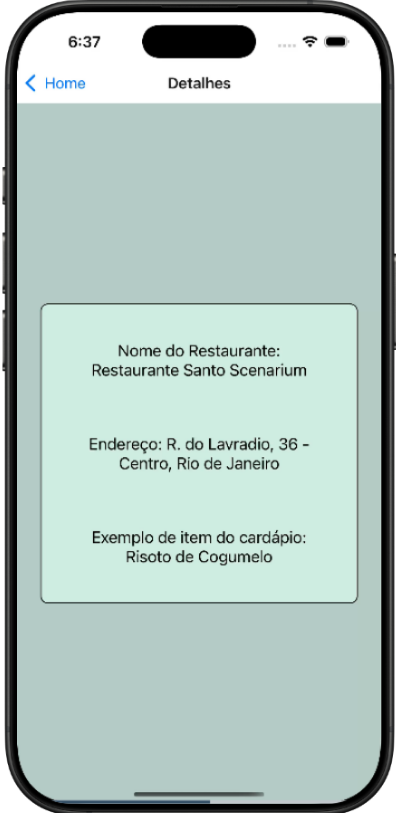 6:37
Home
Detalhes
Nome do Restaurante:
Restaurante Santo Scenarium
Endereço: R. do Lavradio, 36 -
Centro, Rio de Janeiro
Exemplo de item do cardápio:
Risoto de Cogumelo